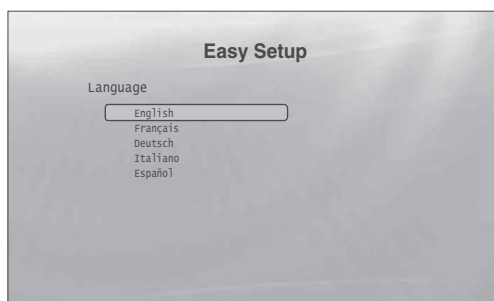 Easy Setup
Language
English
Français
Deutsch
Italiano
Español